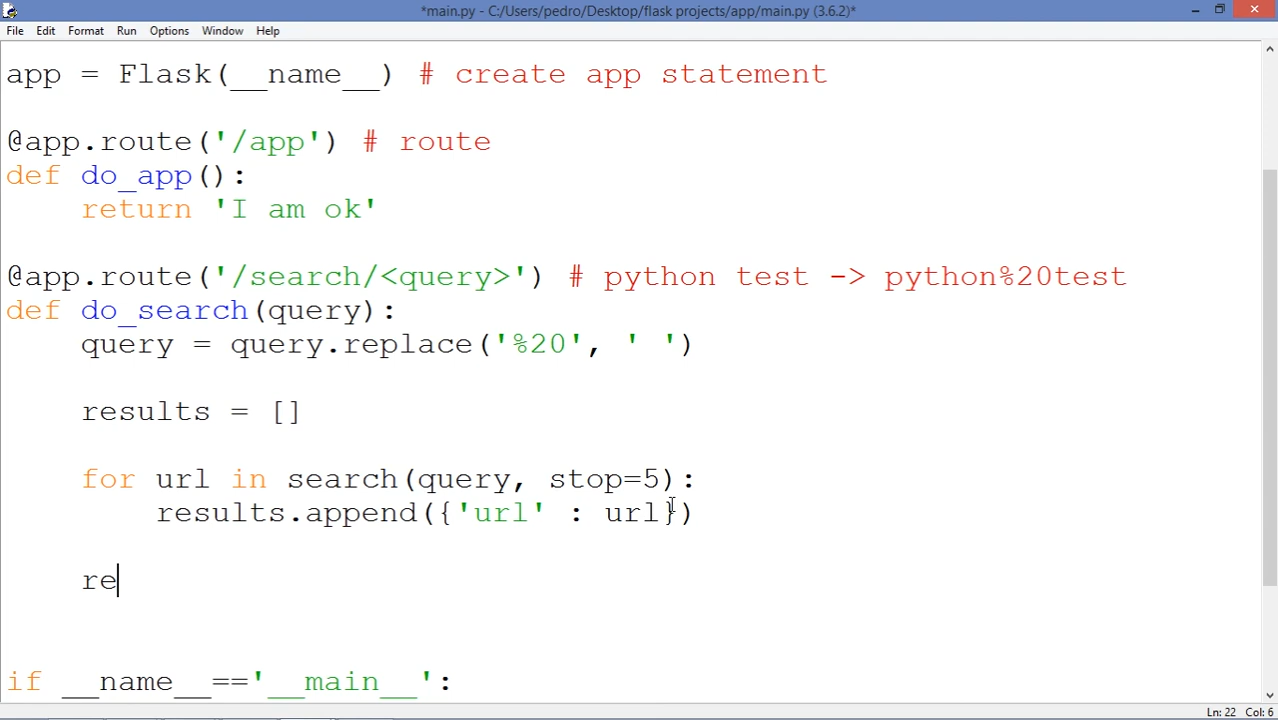 *main.py - C:/Users/pedro/Desktop/flask projects/app/main.py (3.6.2)*
File Edit Format Run Options Window Help
app = Flask(__name__) # create app statement
@app.route('/app') # route
def do_app():
    return 'I am ok'
@app.route('/search/<query>') # python test -> python%20test
def do_search(query):
    query = query.replace('%20', ' ')
    results = []
    for url in search(query, stop=5):
        results.append({'url' : url})
    re
if __name__=='__main__':
Ln: 22 Col: 6